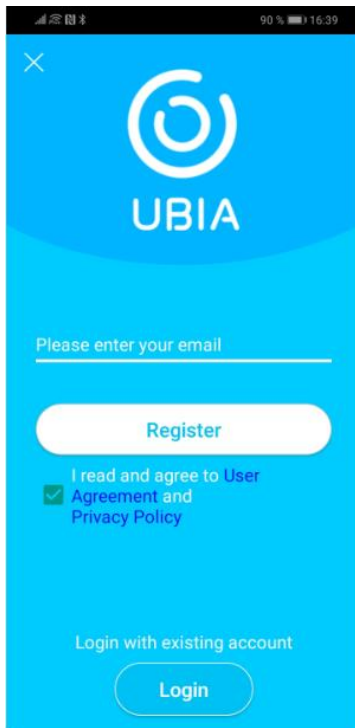 90 % 16:39
UBIA
Please enter your email
Register
I read and agree to User
Agreement and
Privacy Policy
Login with existing account
Login